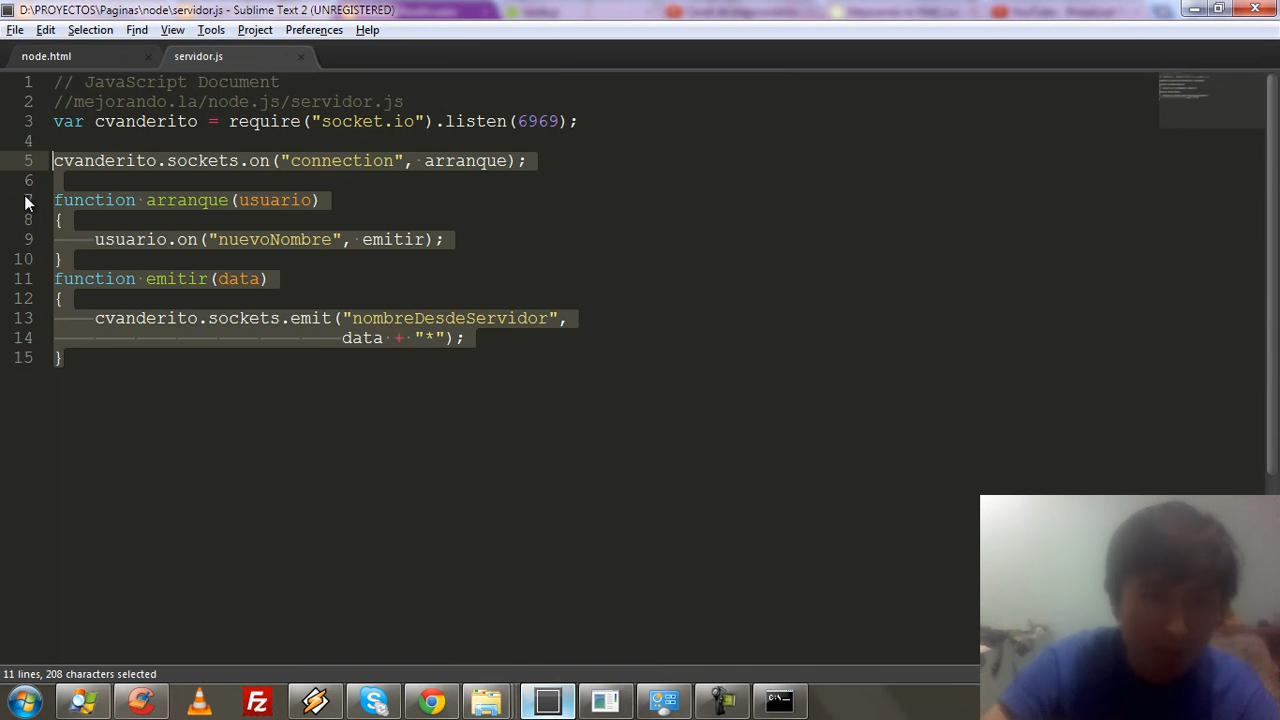 D:\PROYECTOS\Paginas\node\servidor.js - Sublime Text 2 (UNREGISTERED)
File Edit Selection Find View Tools Project Preferences Help
node.html × servidor.js ×
1 // JavaScript Document
2 //mejorando.la/node.js/servidor.js
3 var cvanderito = require("socket.io").listen(6969);
4
5 cvanderito.sockets.on("connection", arranque);
6
7 function arranque(usuario)
8 {
9 usuario.on("nuevoNombre", emitir);
10 }
11 function emitir(data)
12 {
13 cvanderito.sockets.emit("nombreDesdeServidor",
14 data + "*");
15 }
11 lines, 208 characters selected